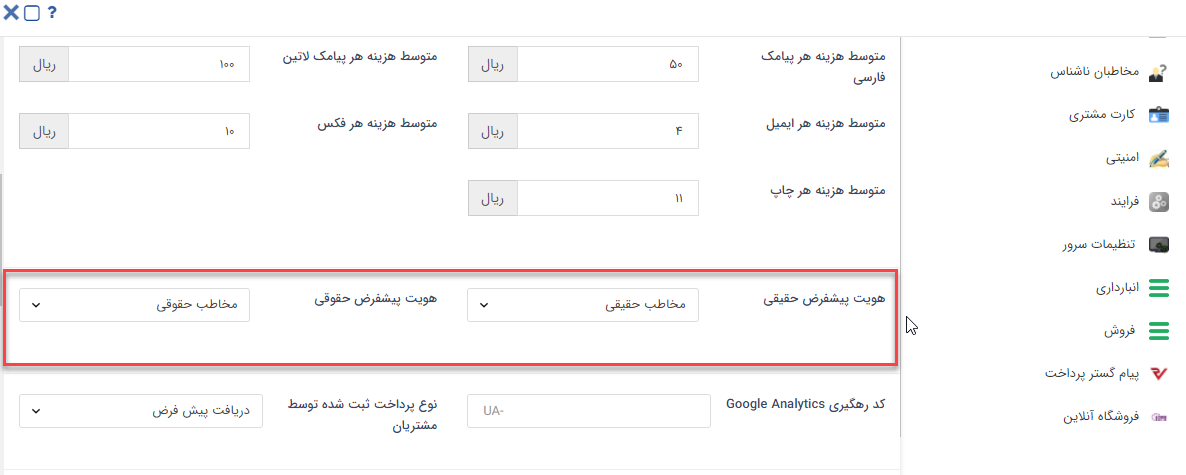 ?
مخاطبان ناشناس
کارت مشتری
امنیتی
فرایند
تنظیمات سرور
انبارداری
فروش
پیام گستر پرداخت
فروشگاه آنلاین
متوسط هزینه هر پیامک
فارسی
۵۰
ریال
متوسط هزینه هر پیامک لاتین
۱۰۰
ریال
متوسط هزینه هر ایمیل
۴
ریال
متوسط هزینه هر فکس
۱۰
ریال
متوسط هزینه هر چاپ
۱۱
ریال
هویت پیشفرض حقیقی
مخاطب حقیقی
هویت پیشفرض حقوقی
مخاطب حقوقی
کد رهگیری Google Analytics
UA-
نوع پرداخت ثبت شده توسط
مشتریان
دریافت پیش فرض